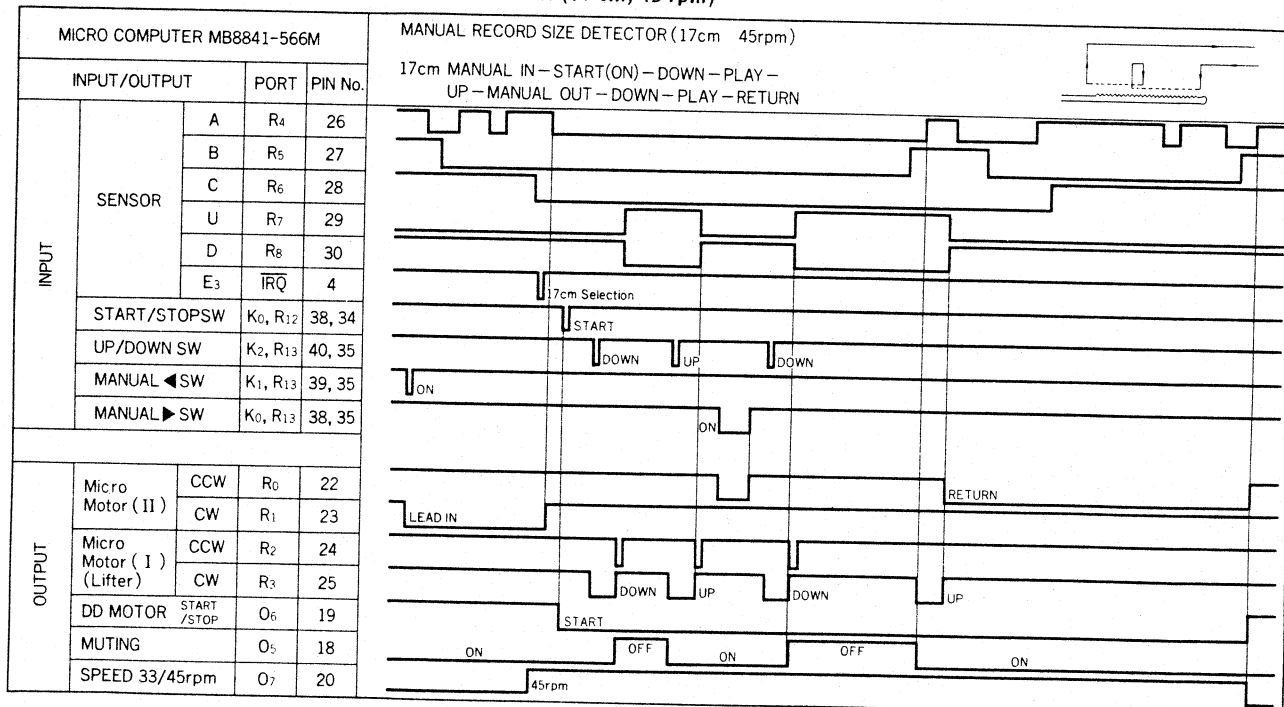 MICRO COMPUTER MB8841-566M
MANUAL RECORD SIZE DETECTOR (17cm 45rpm)
17cm MANUAL IN – START(ON) – DOWN – PLAY –
UP – MANUAL OUT – DOWN – PLAY – RETURN
INPUT/OUTPUT PORT PIN No.
INPUT
SENSOR
A R4 26
B R5 27
C R6 28
U R7 29
D R8 30
E3 IRQ 4
17cm Selection
START/STOPSW K0, R12 38, 34
START
UP/DOWN SW K2, R13 40, 35
DOWN UP DOWN
MANUAL ◀ SW K1, R13 39, 35
ON
MANUAL ▶ SW K0, R13 38, 35
ON
OUTPUT
Micro Motor (II)
CCW R0 22
RETURN
CW R1 23
LEAD IN
Micro Motor (I) (Lifter)
CCW R2 24
CW R3 25
DOWN UP DOWN UP
DD MOTOR START/STOP O6 19
START
MUTING O5 18
ON OFF ON OFF ON
SPEED 33/45rpm O7 20
45rpm